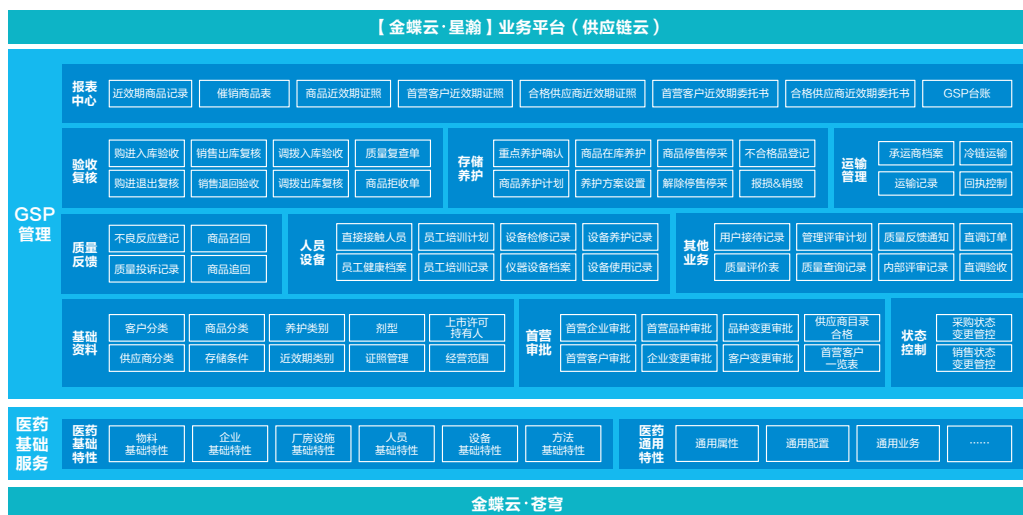 【金蝶云·星瀚】业务平台（供应链云）
GSP
管理
报表
中心
近效期商品记录
催销商品表
商品近效期证照
首营客户近效期证照
合格供应商近效期证照
首营客户近效期委托书
合格供应商近效期委托书
GSP台账
验收
复核
购进入库验收
销售出库复核
调拨入库验收
质量复查单
购进退出复核
销售退回验收
调拨出库复核
商品拒收单
存储
养护
重点养护确认
商品在库养护
商品停售停采
不合格品登记
商品养护计划
养护方案设置
解除停售停采
报损&销毁
运输
管理
承运商档案
冷链运输
运输记录
回执控制
质量
反馈
不良反应登记
商品召回
质量投诉记录
商品追回
人员
设备
直接接触人员
员工培训计划
设备检修记录
设备养护记录
员工健康档案
员工培训记录
仪器设备档案
设备使用记录
其他
业务
用户接待记录
管理评审计划
质量反馈通知
直调订单
质量评价表
质量查询记录
内部评审记录
直调验收
基础
资料
客户分类
商品分类
养护类别
剂型
上市许可
持有人
供应商分类
存储条件
近效期类别
证照管理
经营范围
首营
审批
首营企业审批
首营品种审批
品种变更审批
供应商目录
合格
首营客户审批
企业变更审批
客户变更审批
首营客户
一览表
状态
控制
采购状态
变更管控
销售状态
变更管控
医药
基础
服务
医药
基础
特性
物料
基础特性
企业
基础特性
厂房设施
基础特性
人员
基础特性
设备
基础特性
方法
基础特性
医药
通用
特性
通用属性
通用配置
通用业务
······
金蝶云·苍穹